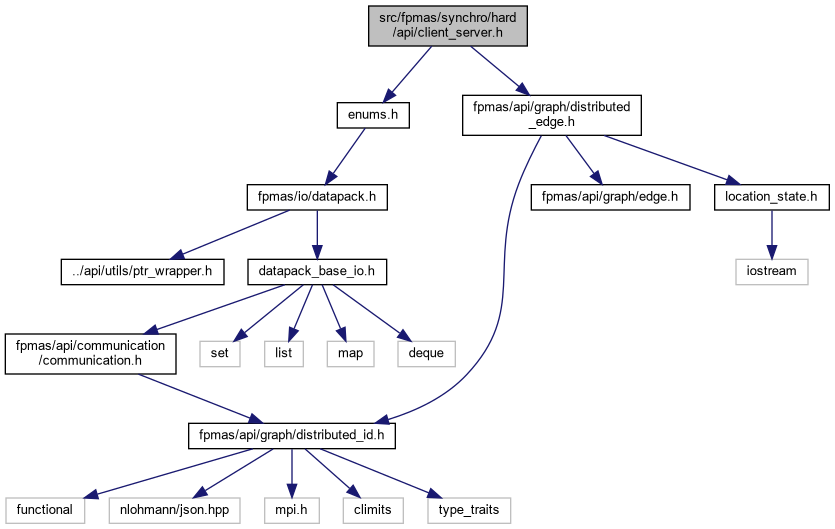 src/fpmas/synchro/hard
/api/client_server.h
enums.h
fpmas/api/graph/distributed
_edge.h
fpmas/io/datapack.h
fpmas/api/graph/edge.h
location_state.h
../api/utils/ptr_wrapper.h
datapack_base_io.h
iostream
fpmas/api/communication
/communication.h
set
list
map
deque
fpmas/api/graph/distributed_id.h
functional
nlohmann/json.hpp
mpi.h
climits
type_traits